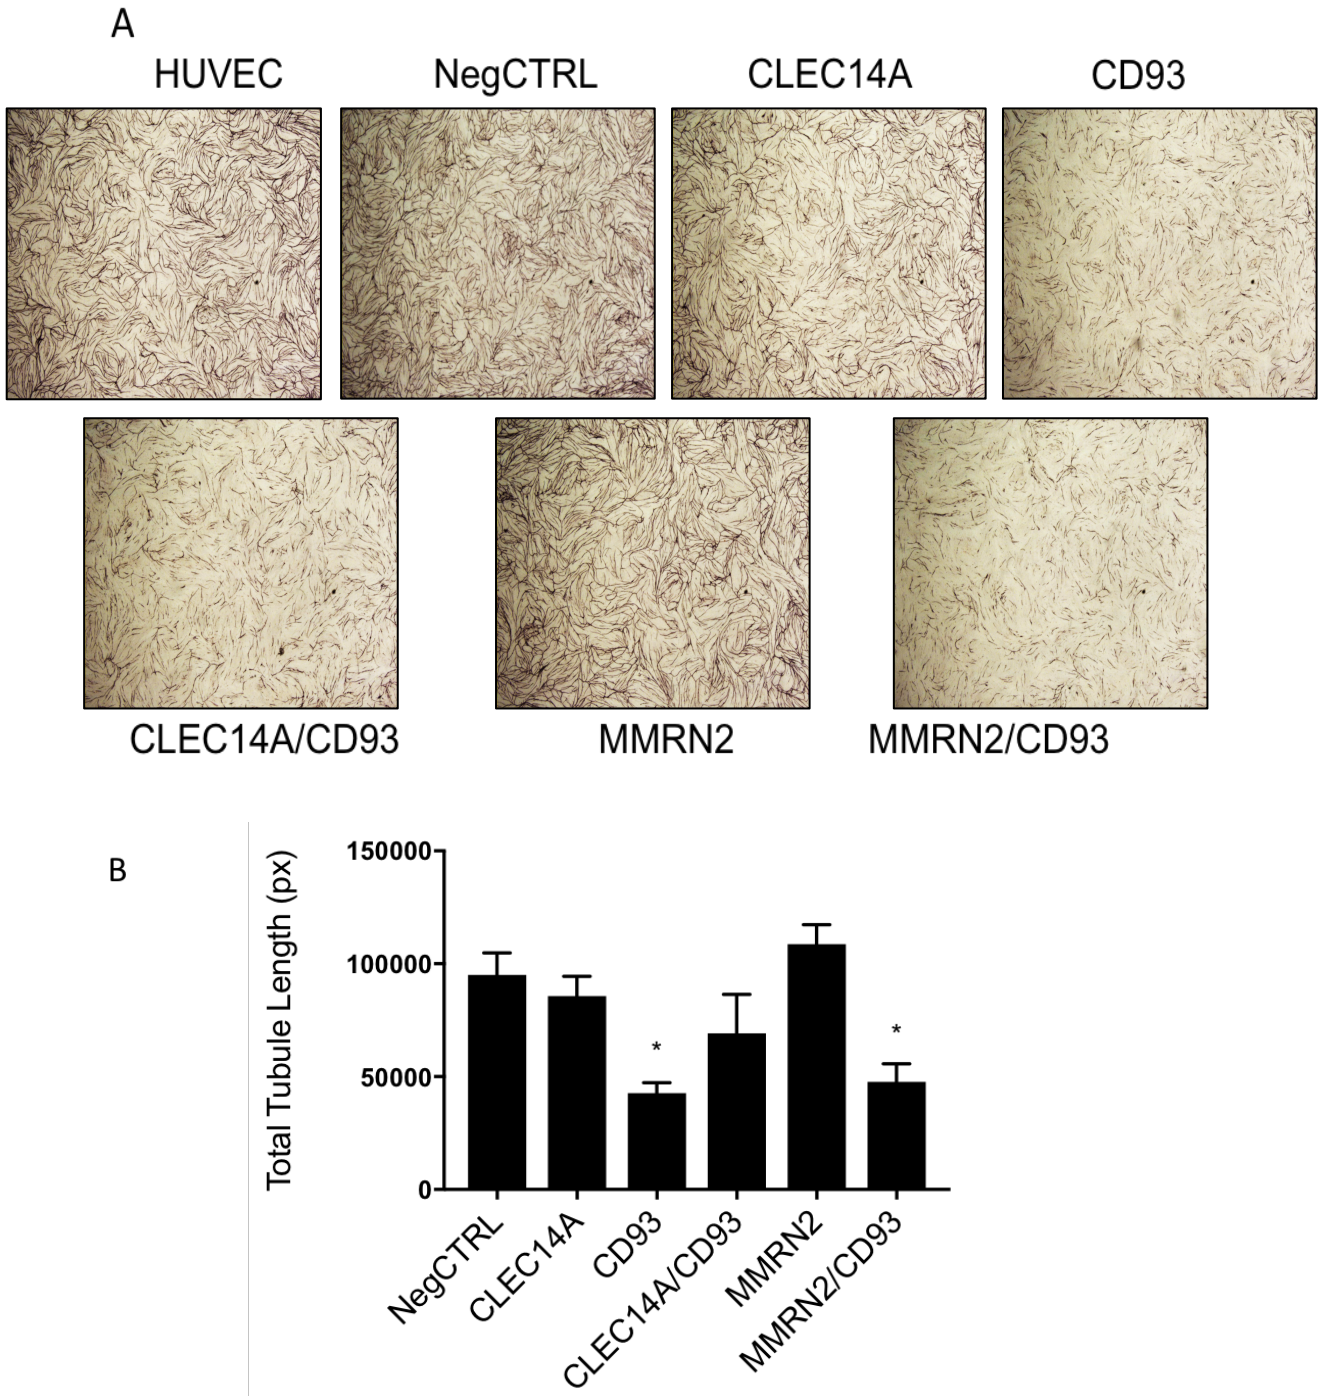 A
HUVEC
NegCTRL
CLEC14A
CD93
CLEC14A/CD93
MMRN2
MMRN2/CD93
B
Total Tubule Length (px)
150000
100000
50000
0
*
*
NegCTRL
CLEC14A
CD93
CLEC14A/CD93
MMRN2
MMRN2/CD93